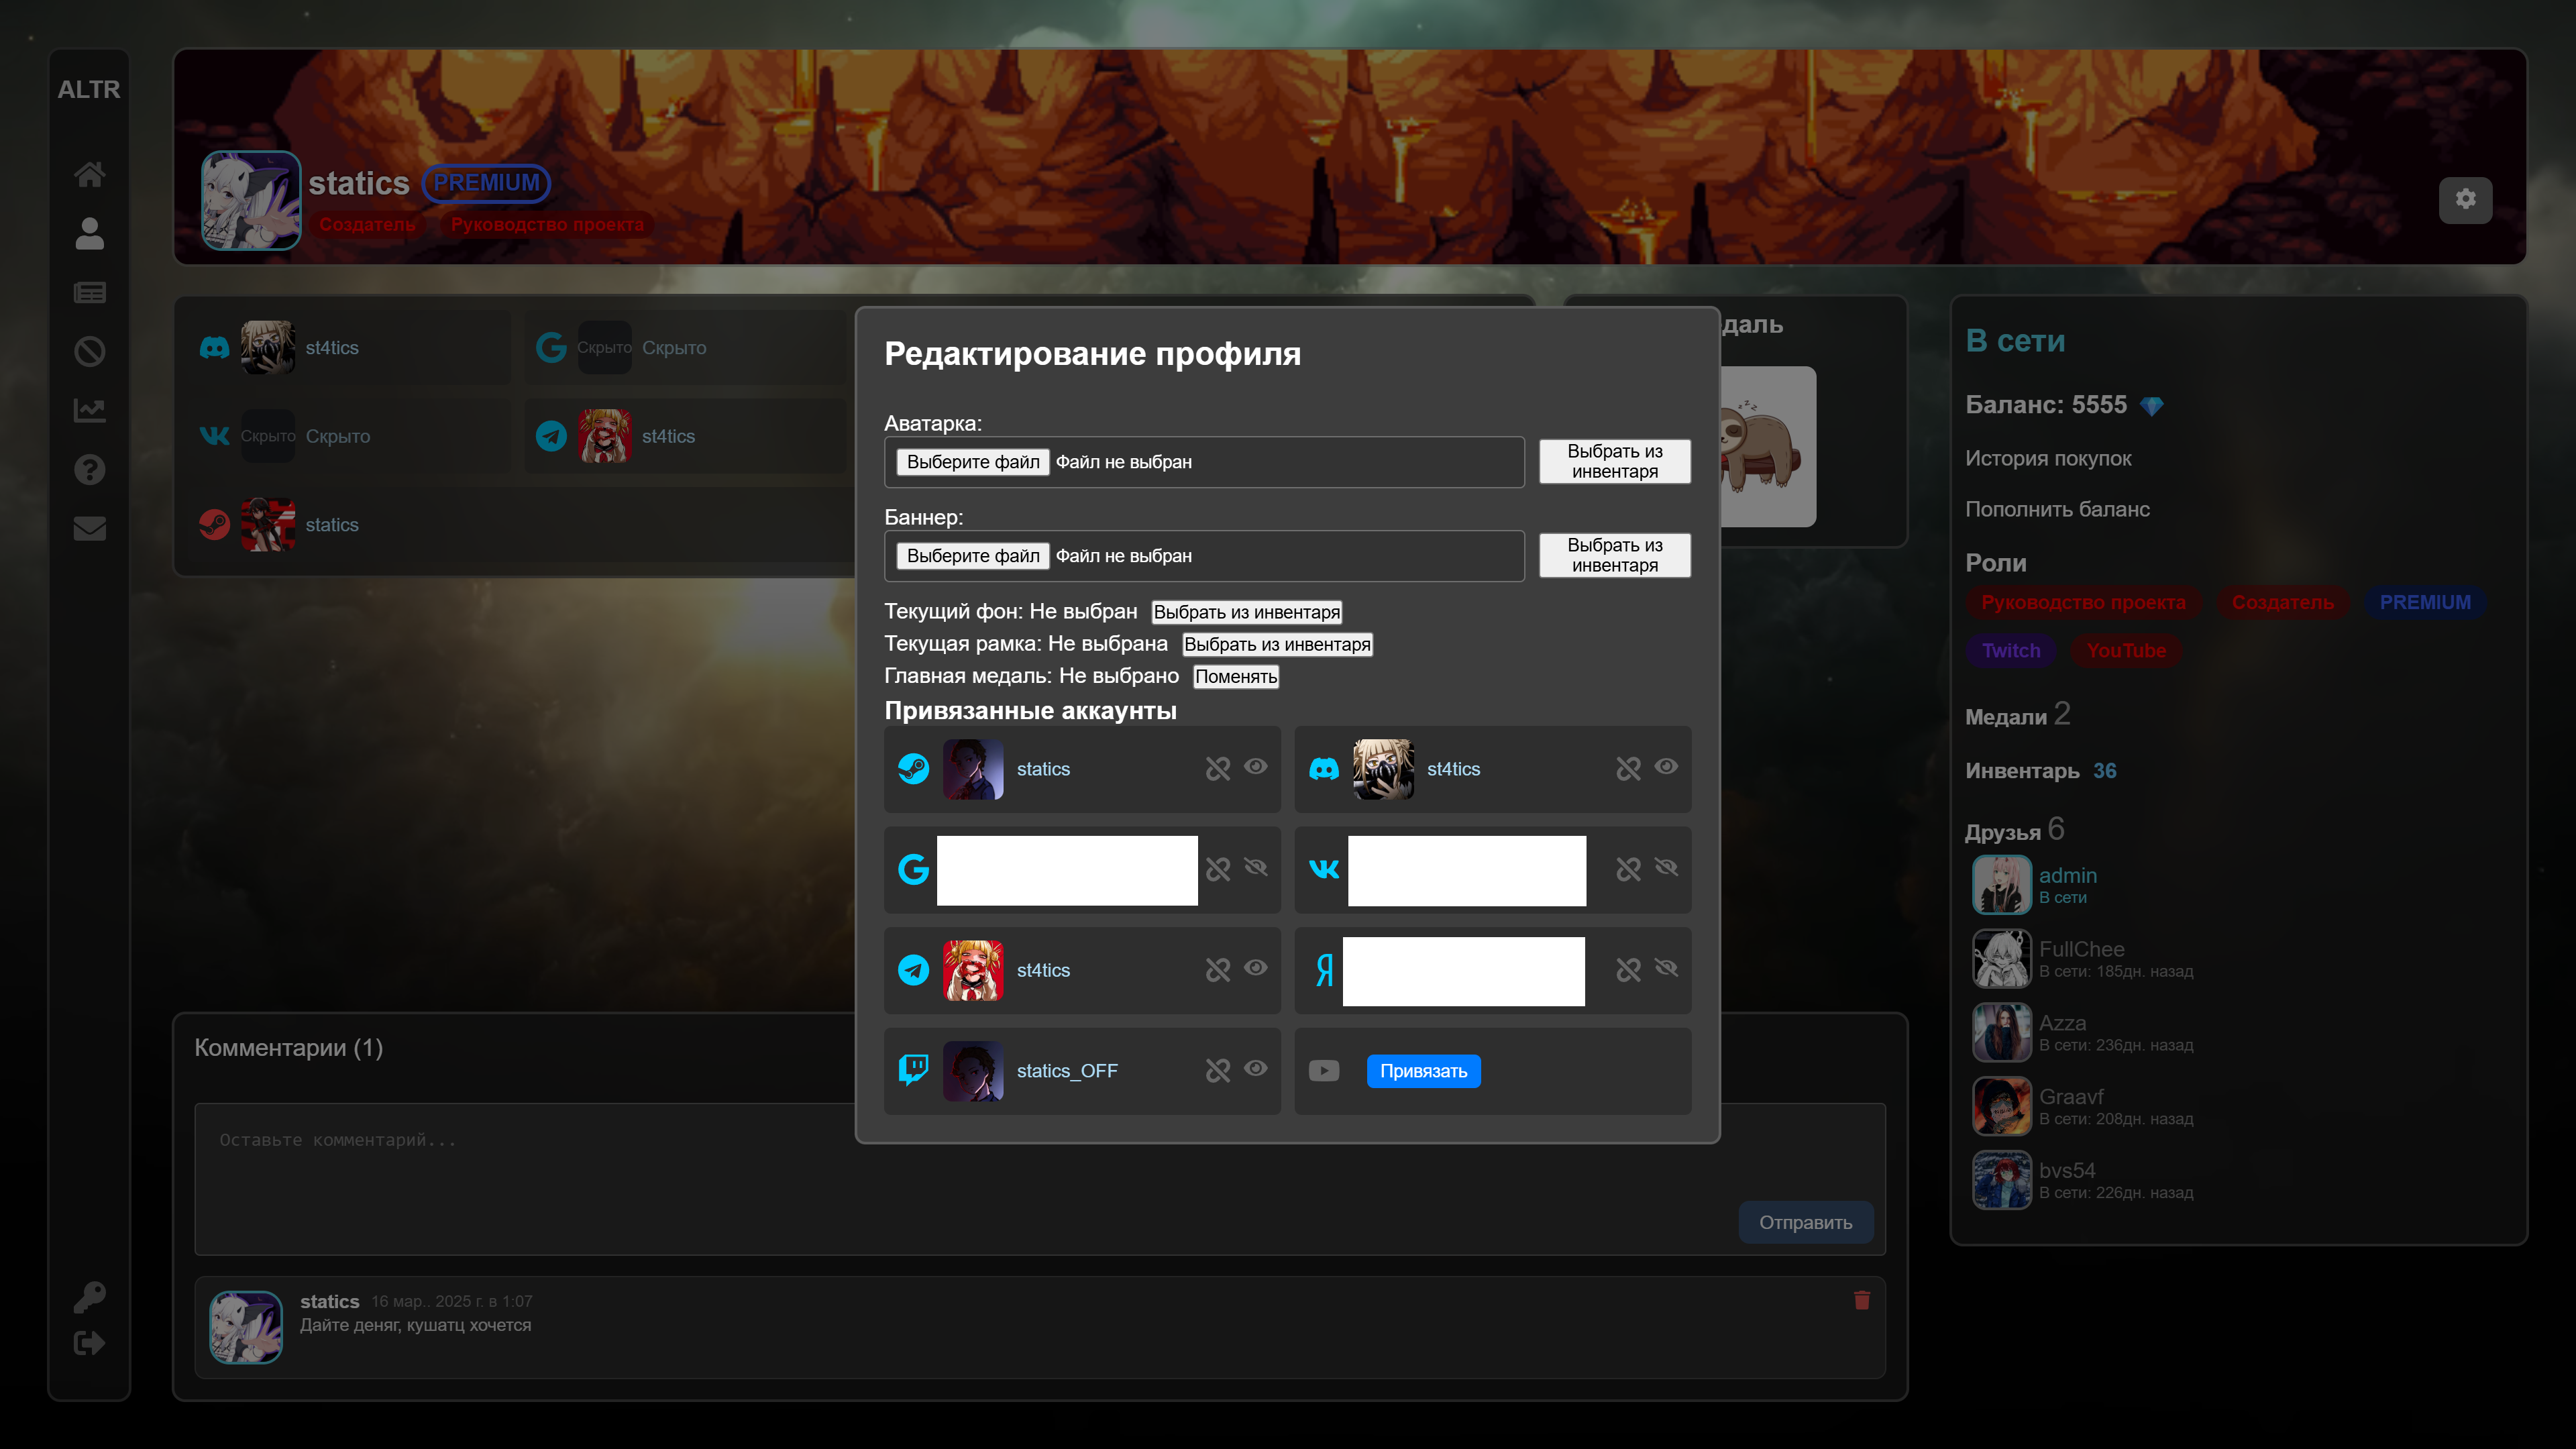 ALTR
statics PREMIUM
Создатель Руководство проекта
st4tics
Скрыто Скрыто
Скрыто Скрыто
st4tics
statics
даль
Редактирование профиля
Аватарка:
Выберите файл Файл не выбран
Выбрать из
инвентаря
Баннер:
Выберите файл Файл не выбран
Выбрать из
инвентаря
Текущий фон: Не выбран Выбрать из инвентаря
Текущая рамка: Не выбрана Выбрать из инвентаря
Главная медаль: Не выбрано Поменять
Привязанные аккаунты
statics
st4tics
st4tics
statics_OFF
Привязать
В сети
Баланс: 5555
История покупок
Пополнить баланс
Роли
Руководство проекта Создатель PREMIUM
Twitch YouTube
Медали 2
Инвентарь 36
Друзья 6
admin
В сети
FullChee
В сети: 185дн. назад
Azza
В сети: 236дн. назад
Graavf
В сети: 208дн. назад
bvs54
В сети: 226дн. назад
Комментарии (1)
Оставьте комментарий...
Отправить
statics 16 мар.. 2025 г. в 1:07
Дайте деняг, кушатц хочется